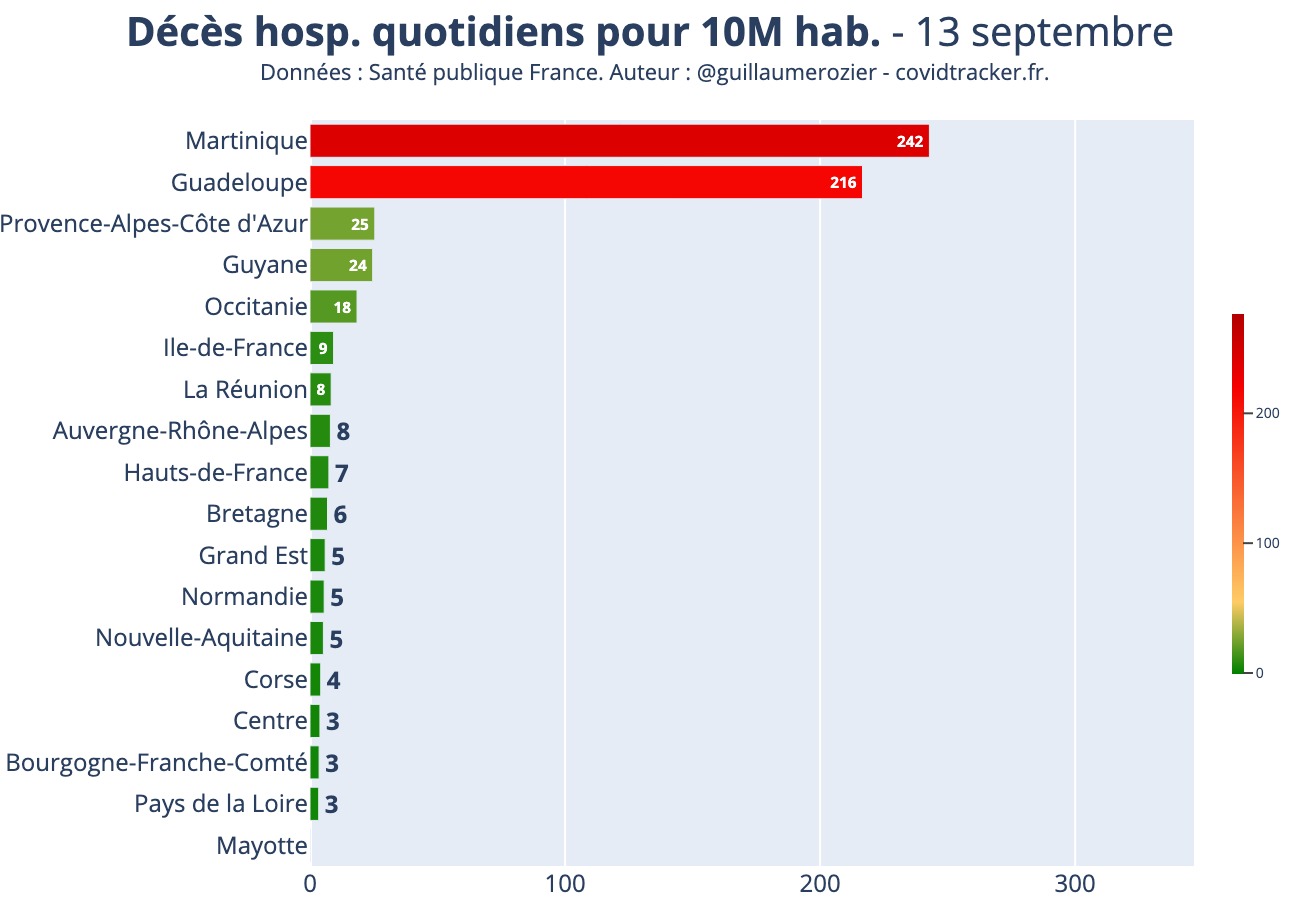 Décès hosp. quotidiens pour 10M hab. - 13 septembre
Données : Santé publique France. Auteur : @guillaumerozier - covidtracker.fr.
Martinique 242
Guadeloupe 216
Provence-Alpes-Côte d'Azur 25
Guyane 24
Occitanie 18
Ile-de-France 9
La Réunion 8
Auvergne-Rhône-Alpes 8
Hauts-de-France 7
Bretagne 6
Grand Est 5
Normandie 5
Nouvelle-Aquitaine 5
Corse 4
Centre 3
Bourgogne-Franche-Comté 3
Pays de la Loire 3
Mayotte
0 100 200 300
200
100
0